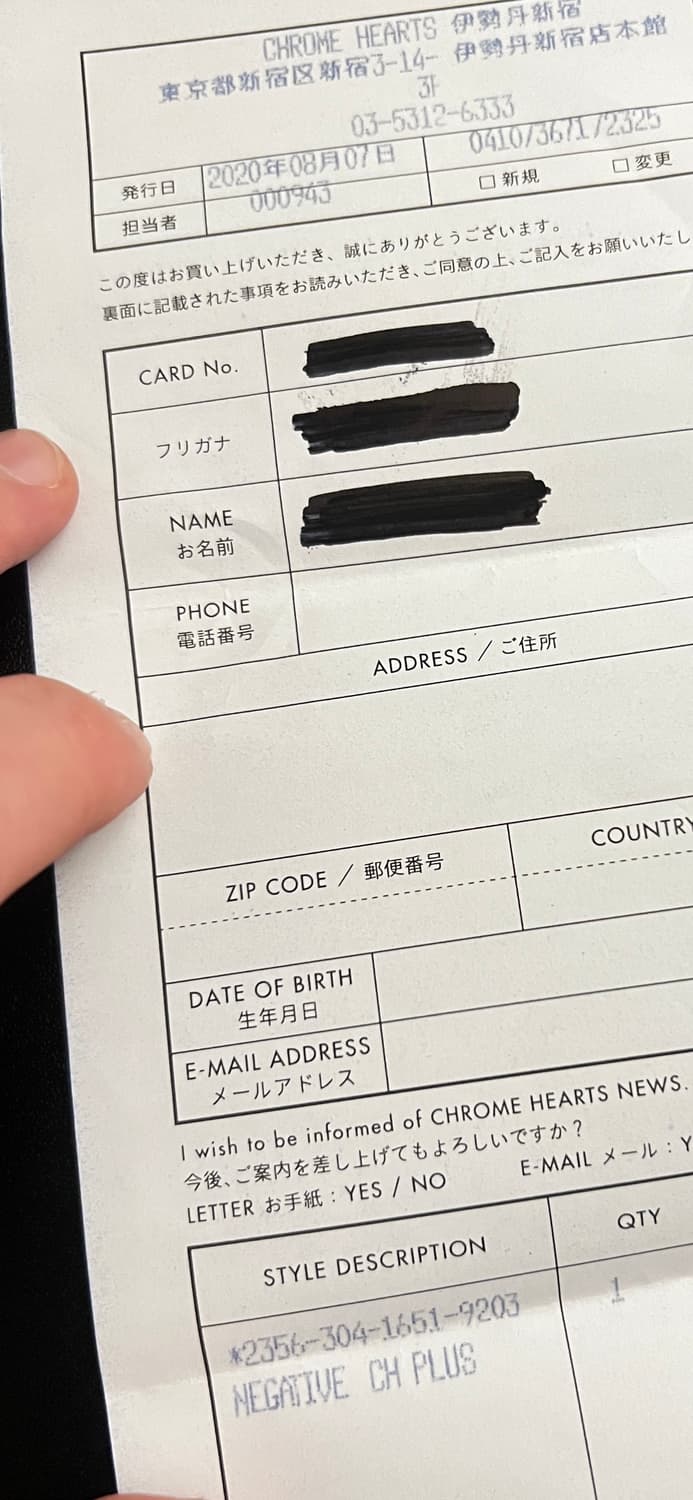 CHROME HEARTS 伊勢丹新宿
東京都新宿区新宿3-14- 伊勢丹新宿店本館
3F
03-5312-6333
発行日 2020年08月07日 0410/3671/2325
担当者 000943 □ 新規 □ 変更
この度はお買い上げいただき、誠にありがとうございます。
裏面に記載された事項をお読みいただき、ご同意の上、ご記入をお願いいたし
CARD No.
フリガナ
NAME
お名前
PHONE
電話番号
ADDRESS / ご住所
ZIP CODE / 郵便番号 COUNTRY
DATE OF BIRTH
生年月日
E-MAIL ADDRESS
メールアドレス
I wish to be informed of CHROME HEARTS NEWS.
今後、ご案内を差し上げてもよろしいですか？
LETTER お手紙 : YES / NO E-MAIL メール : Y
STYLE DESCRIPTION QTY
*2356-304-1651-9203 1
NEGATIVE CH PLUS